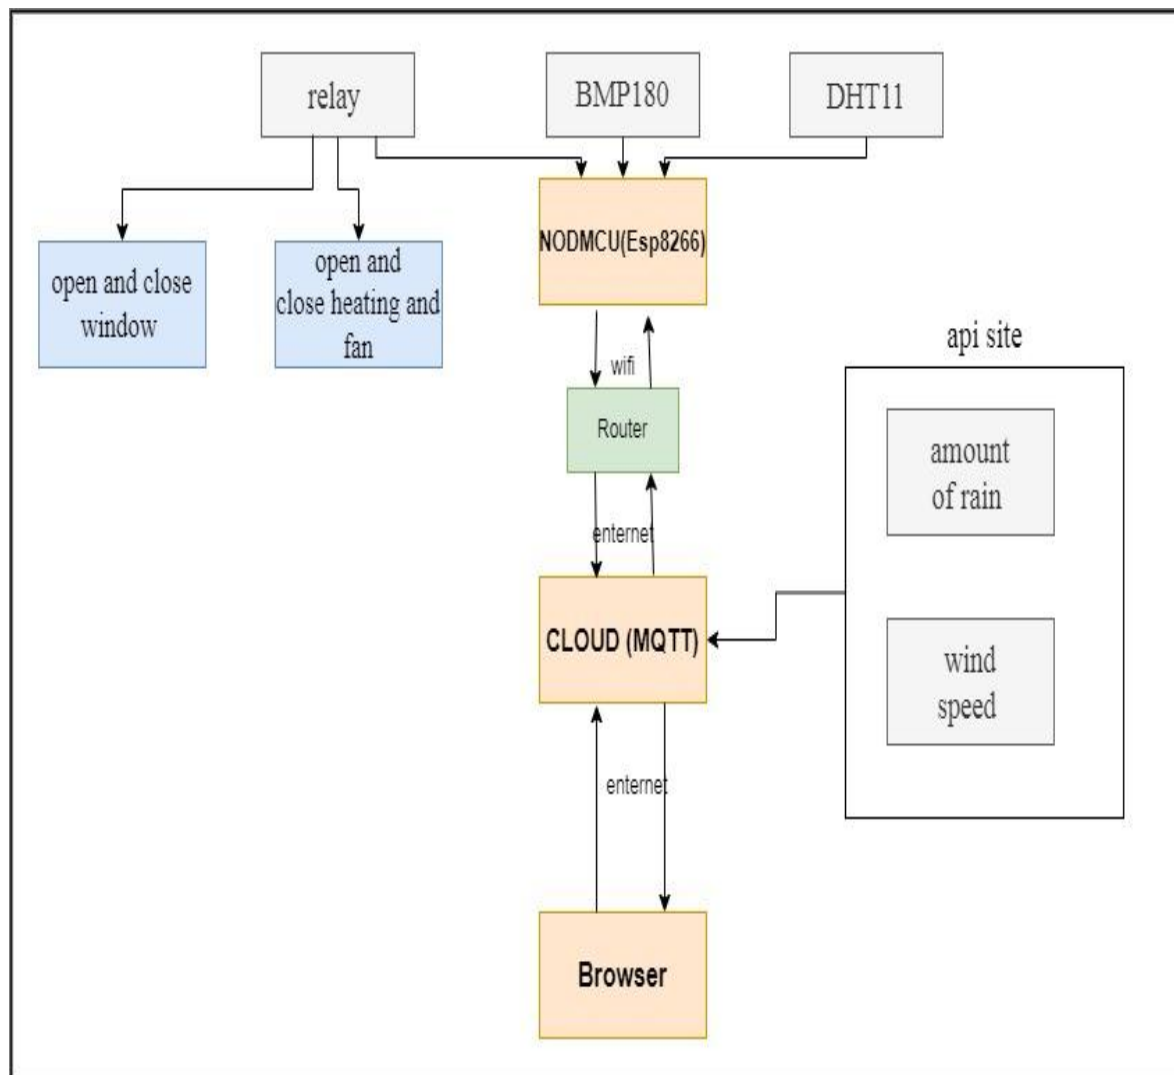 relay
BMP180
DHT11
NODMCU(Esp8266)
open and close
window
open and
close heating and
fan
wifi
api site
Router
amount
of rain
enternet
CLOUD (MQTT)
wind
speed
enternet
Browser